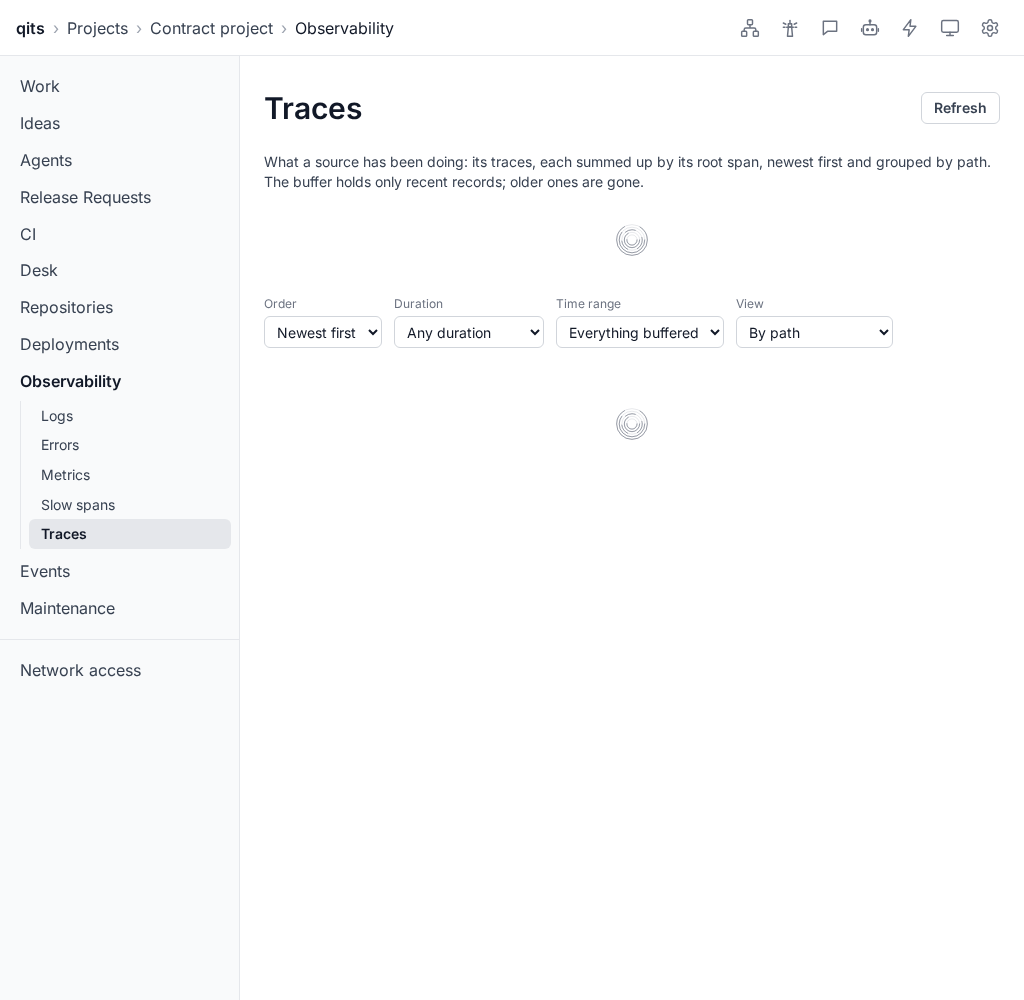 qits › Projects › Contract project › Observability
Work
Ideas
Agents
Release Requests
CI
Desk
Repositories
Deployments
Observability
Logs
Errors
Metrics
Slow spans
Traces
Events
Maintenance
Network access
Traces
Refresh
What a source has been doing: its traces, each summed up by its root span, newest first and grouped by path.
The buffer holds only recent records; older ones are gone.
Order Duration Time range View
Newest first Any duration Everything buffered By path